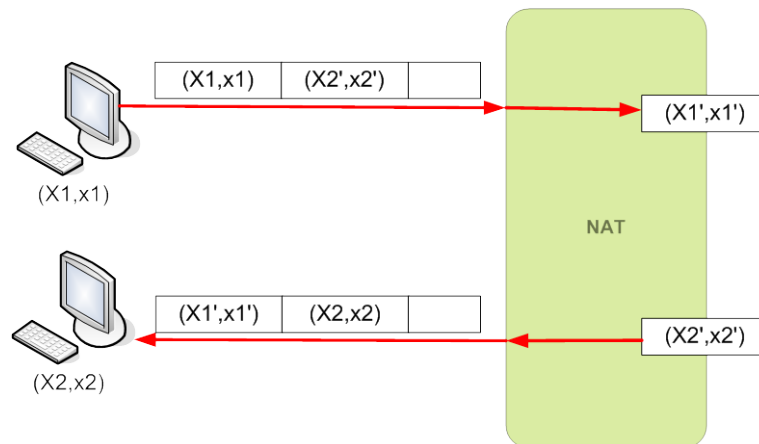 (X1,x1) (X2',x2')
(X1',x1')
(X1,x1)
NAT
(X1',x1') (X2,x2)
(X2',x2')
(X2,x2)